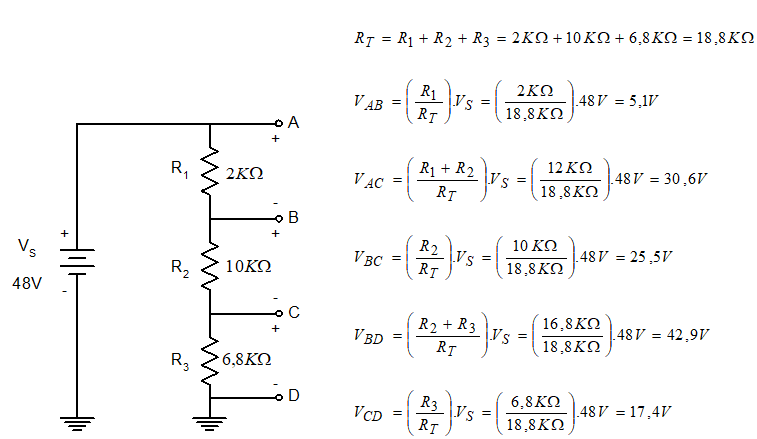 R_T = R_1 + R_2 + R_3 = 2KΩ + 10KΩ + 6,8KΩ = 18,8KΩ
V_AB = (R_1 / R_T).V_S = (2KΩ / 18,8KΩ).48V = 5,1V
V_AC = (R_1 + R_2 / R_T).V_S = (12KΩ / 18,8KΩ).48V = 30,6V
V_BC = (R_2 / R_T).V_S = (10KΩ / 18,8KΩ).48V = 25,5V
V_BD = (R_2 + R_3 / R_T).V_S = (16,8KΩ / 18,8KΩ).48V = 42,9V
V_CD = (R_3 / R_T).V_S = (6,8KΩ / 18,8KΩ).48V = 17,4V
A
+
R_1 2KΩ
-
B
+
V_S
+
48V
-
R_2 10KΩ
-
C
+
R_3 6,8KΩ
-
D